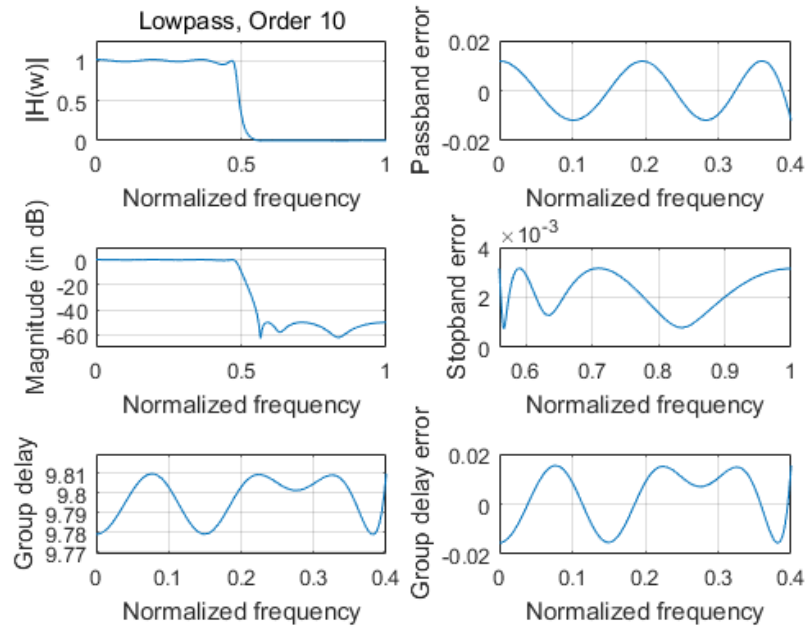 Lowpass, Order 10
|H(w)|
1
0.5
0
0 0.5 1
Normalized frequency
Passband error
0.02
0
-0.02
0 0.1 0.2 0.3 0.4
Normalized frequency
Magnitude (in dB)
0
-20
-40
-60
0 0.5 1
Normalized frequency
Stopband error
×10-3
4
2
0
0.6 0.7 0.8 0.9 1
Normalized frequency
Group delay
9.81
9.8
9.79
9.78
9.77
0 0.1 0.2 0.3 0.4
Normalized frequency
Group delay error
0.02
0
-0.02
0 0.1 0.2 0.3 0.4
Normalized frequency